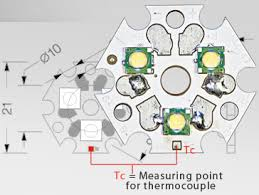 Ø10
21
Tc
Tc = Measuring point
for thermocouple